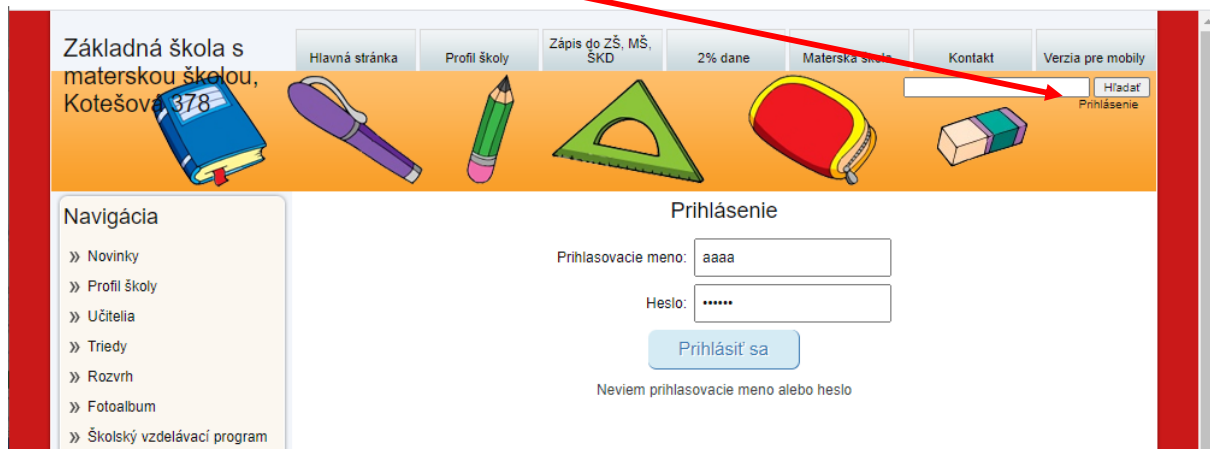 Základná škola s
materskou školou,
Kotešová 378
Hlavná stránka
Profil školy
Zápis do ZŠ, MŠ,
ŠKD
2% dane
Materská škola
Kontakt
Verzia pre mobily
Hľadať
Prihlásenie
Navigácia
» Novinky
» Profil školy
» Učitelia
» Triedy
» Rozvrh
» Fotoalbum
» Školský vzdelávací program
Prihlásenie
Prihlasovacie meno: aaaa
Heslo: ••••••
Prihlásiť sa
Neviem prihlasovacie meno alebo heslo